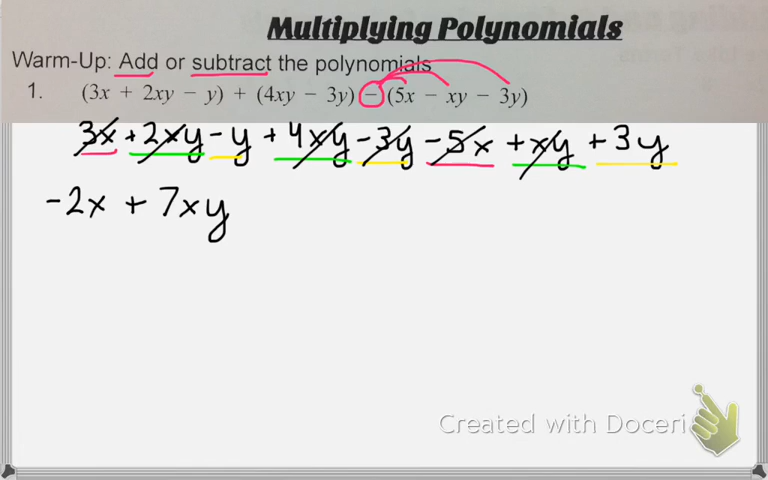 Multiplying Polynomials
Warm-Up: Add or subtract the polynomials
1. (3x + 2xy − y) + (4xy − 3y) − (5x − xy − 3y)
3x + 2xy - y + 4xy - 3y - 5x + xy + 3y
-2x + 7xy
Created with Doceri